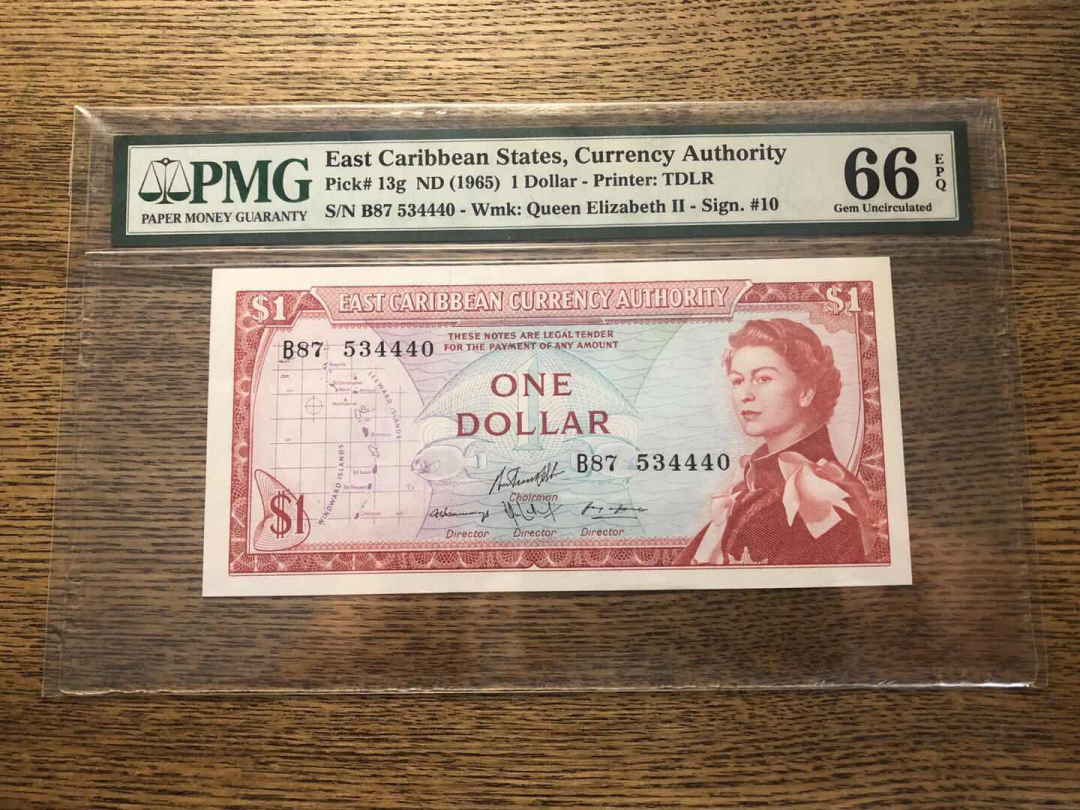 PMG
PAPER MONEY GUARANTY
East Caribbean States, Currency Authority
Pick# 13g ND (1965) 1 Dollar - Printer: TDLR
S/N B87 534440 - Wmk: Queen Elizabeth II - Sign. #10
66
EPQ
Gem Uncirculated
$1
EAST CARIBBEAN CURRENCY AUTHORITY
$1
THESE NOTES ARE LEGAL TENDER
FOR THE PAYMENT OF ANY AMOUNT
B87 534440
LEEWARD ISLANDS
WINDWARD ISLANDS
1
ONE
DOLLAR
B87 534440
Chairman
$1
Director
Director
Director